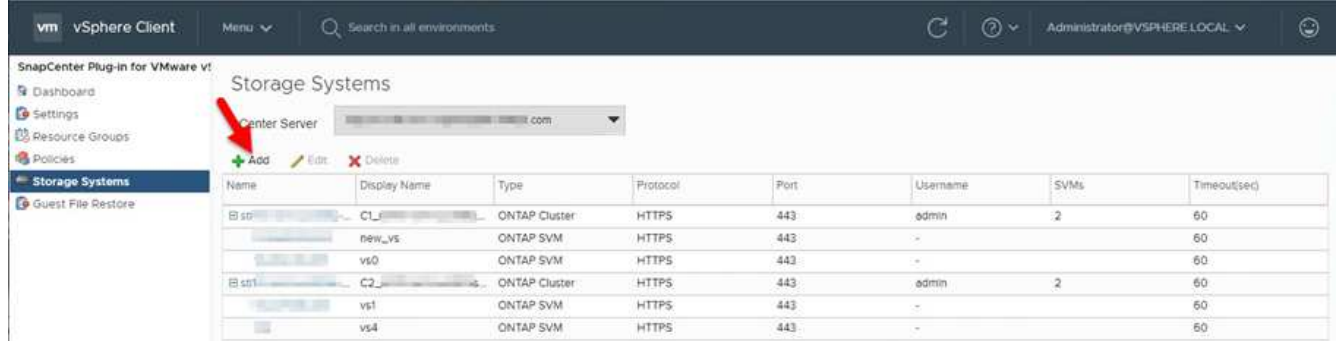 vm vSphere Client Menu Search in all environments Administrator@VSPHERE.LOCAL
SnapCenter Plug-in for VMware vS
Dashboard
Settings
Resource Groups
Policies
Storage Systems
Guest File Restore
Storage Systems
Center Server .com
Add Edit Delete
Name Display Name Type Protocol Port Username SVMs Timeout(sec)
C1_ ... ONTAP Cluster HTTPS 443 admin 2 60
new_vs ONTAP SVM HTTPS 443 - 60
vs0 ONTAP SVM HTTPS 443 - 60
C2_ s... ONTAP Cluster HTTPS 443 admin 2 60
vs1 ONTAP SVM HTTPS 443 - 60
vs4 ONTAP SVM HTTPS 443 - 60